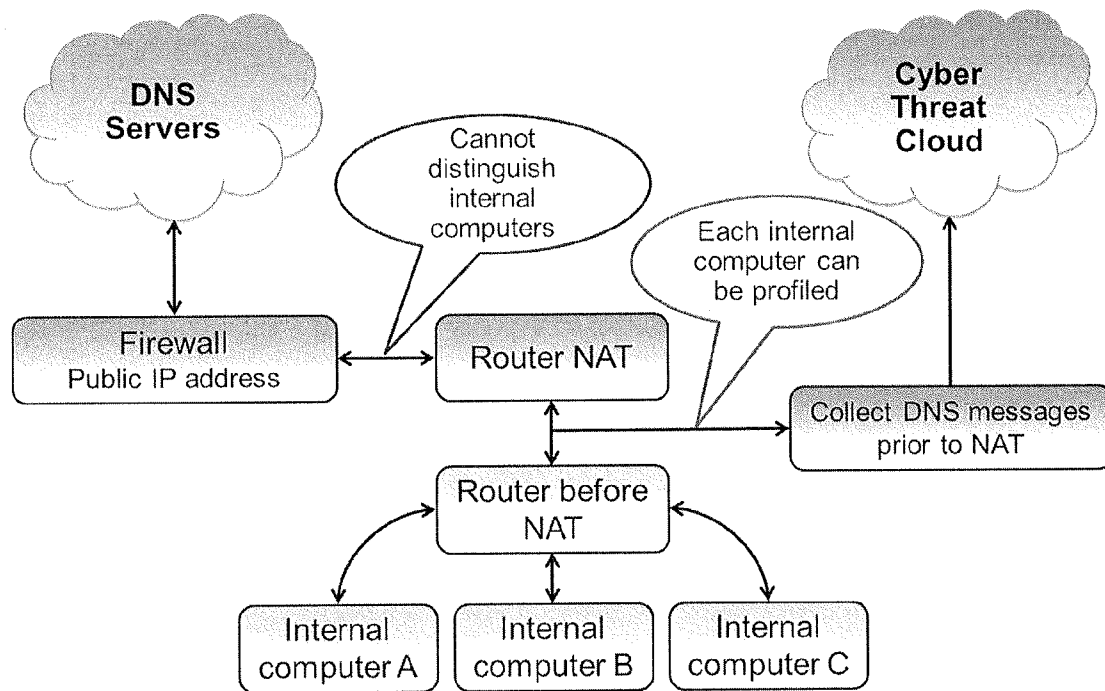 DNS
Servers
Cyber
Threat
Cloud
Cannot
distinguish
internal
computers
Each internal
computer can
be profiled
Firewall
Public IP address
Router NAT
Collect DNS messages
prior to NAT
Router before
NAT
Internal
computer A
Internal
computer B
Internal
computer C